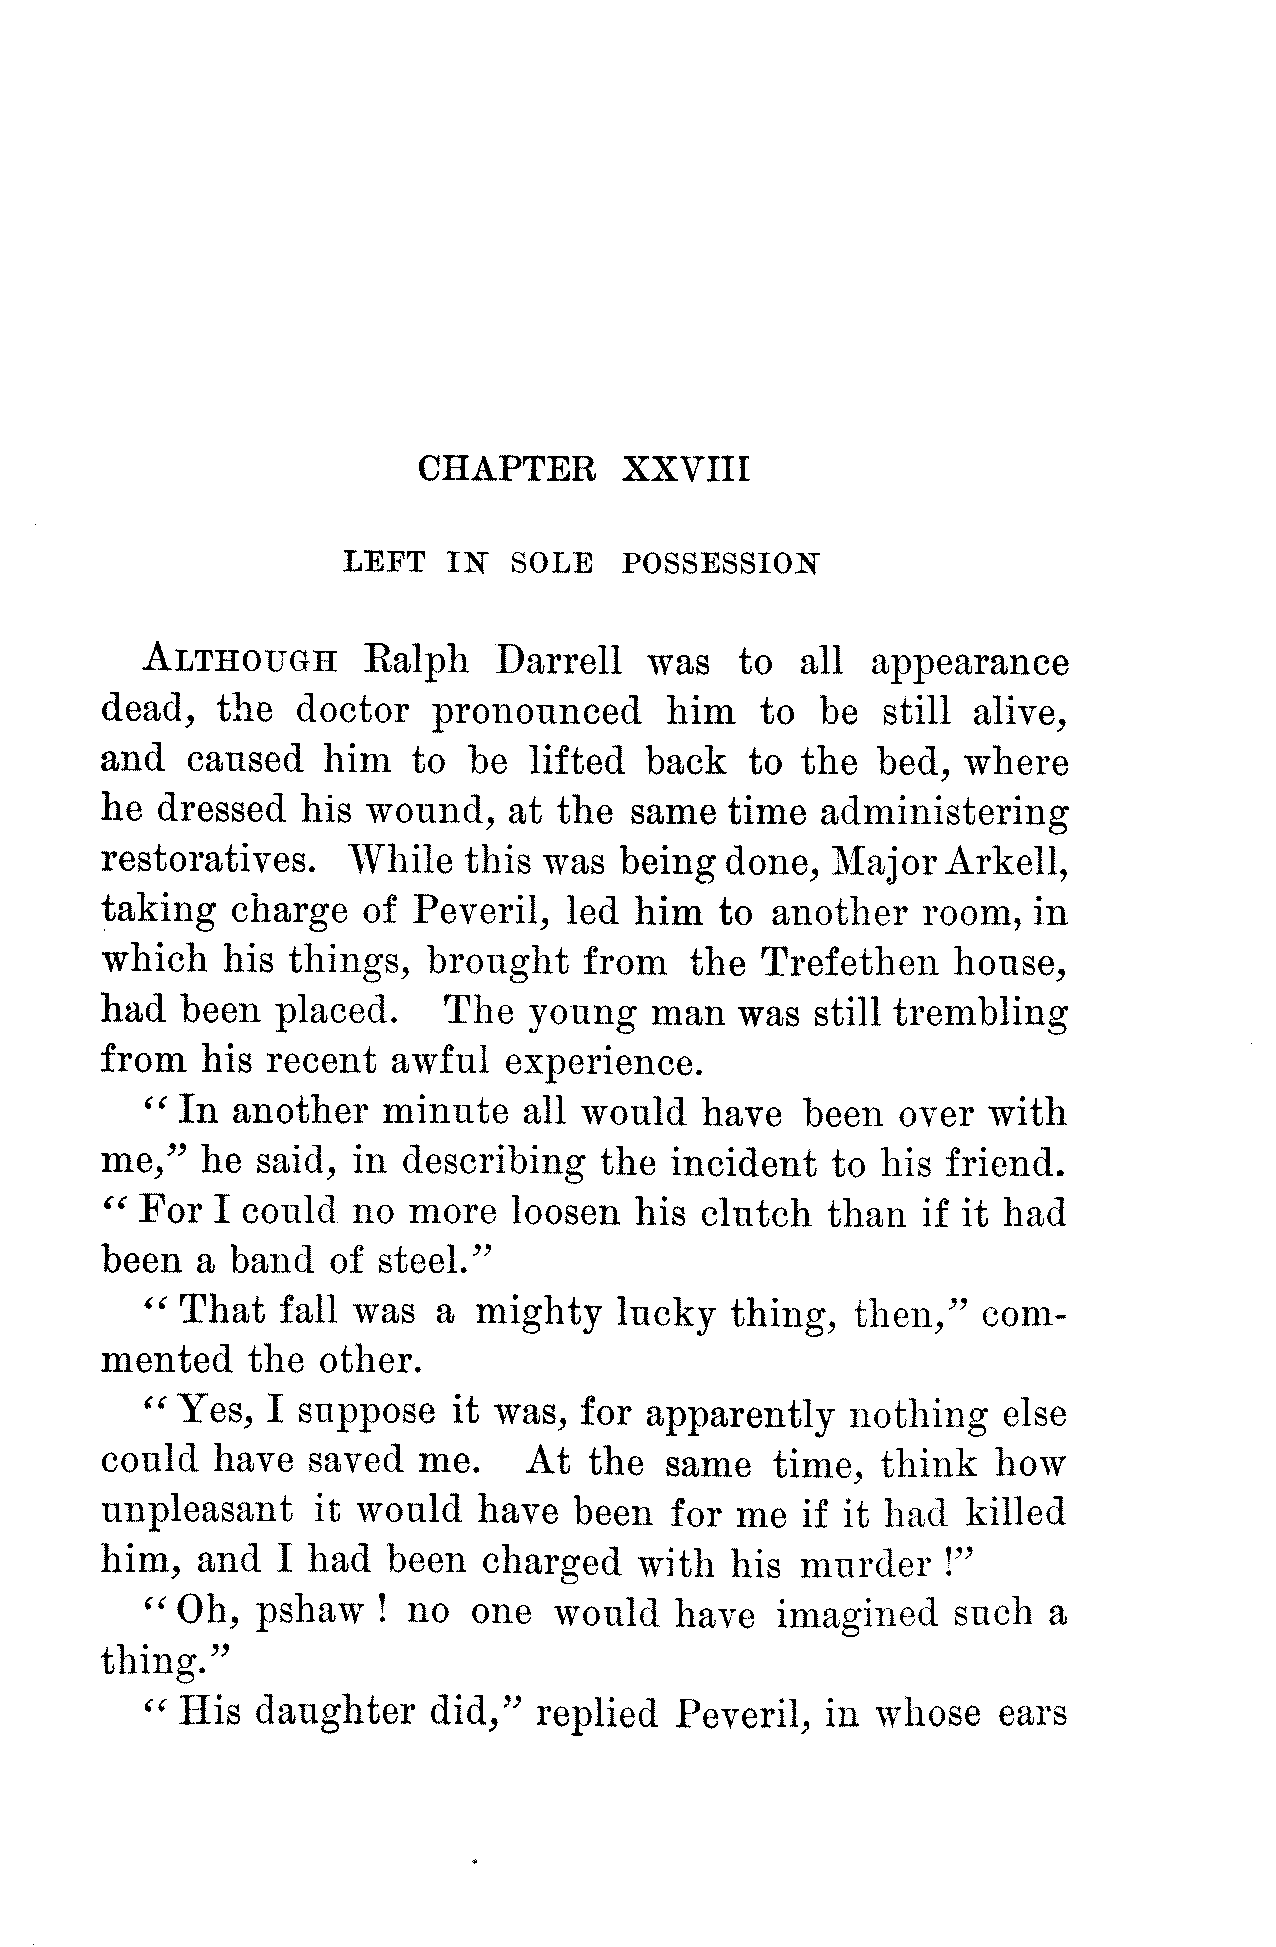 CHAPTER XXVIII
LEFT IN SOLE POSSESSION
ALTHOUGH Ralph Darrell was to all appearance
dead, the doctor pronounced him to be still alive,
and caused him to be lifted back to the bed, where
he dressed his wound, at the same time administering
restoratives. While this was being done, Major Arkell,
taking charge of Peveril, led him to another room, in
which his things, brought from the Trefethen house,
had been placed. The young man was still trembling
from his recent awful experience.
“In another minute all would have been over with
me,” he said, in describing the incident to his friend.
“For I could no more loosen his clutch than if it had
been a band of steel.”
“That fall was a mighty lucky thing, then,” com-
mented the other.
“Yes, I suppose it was, for apparently nothing else
could have saved me. At the same time, think how
unpleasant it would have been for me if it had killed
him, and I had been charged with his murder!”
“Oh, pshaw! no one would have imagined such a
thing.”
“His daughter did,” replied Peveril, in whose ears